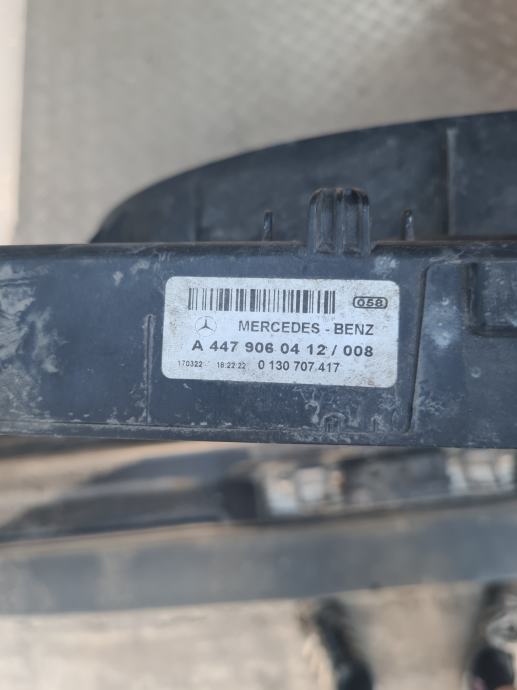 058
MERCEDES - BENZ
A 447 906 04 12 / 008
170322 18:22:22 0 130 707 417